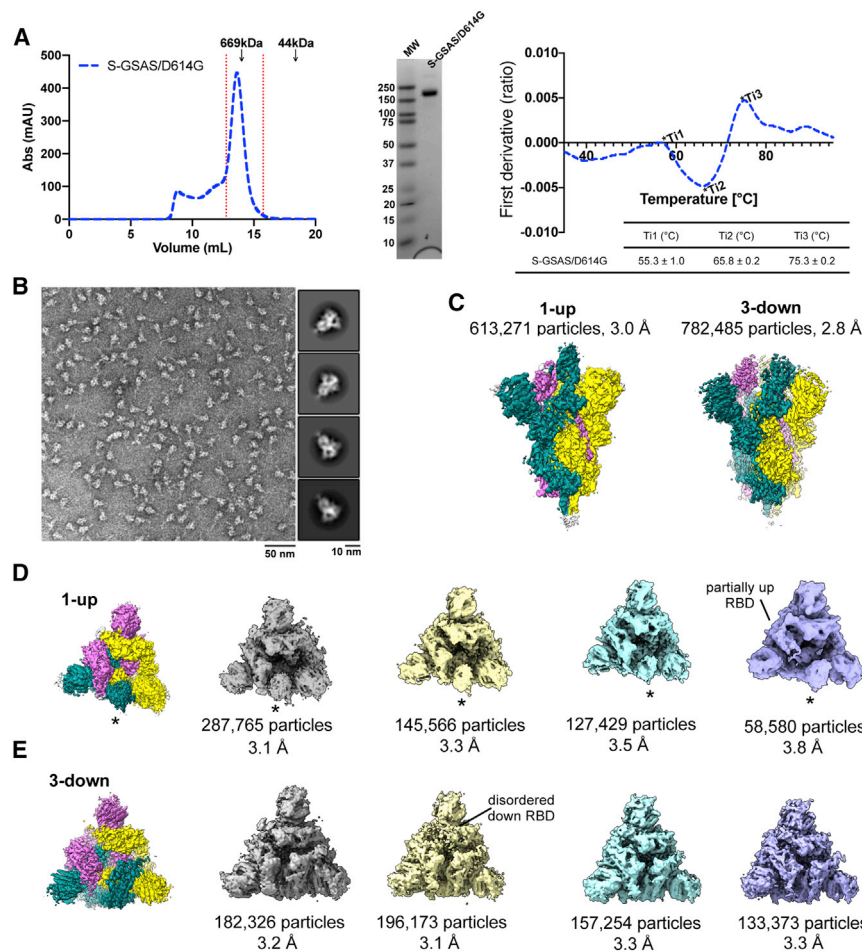 A
669kDa 44kDa
S-GSAS/D614G
Abs (mAU)
500
400
300
200
100
0
0 5 10 15 20
Volume (mL)
MW
S-GSAS/D614G
250
150
100
75
50
37
25
20
15
10
First derivative (ratio)
0.010
0.005
0.000
-0.005
-0.010
*Ti1
*Ti2
*Ti3
40 60 80
Temperature [°C]
Ti1 (°C) Ti2 (°C) Ti3 (°C)
S-GSAS/D614G 55.3 ± 1.0 65.8 ± 0.2 75.3 ± 0.2
B
50 nm 10 nm
C
1-up
613,271 particles, 3.0 Å
3-down
782,485 particles, 2.8 Å
D
1-up
*
*
287,765 particles
3.1 Å
*
145,566 particles
3.3 Å
*
127,429 particles
3.5 Å
partially up
RBD
*
58,580 particles
3.8 Å
E
3-down
182,326 particles
3.2 Å
disordered
down RBD
196,173 particles
3.1 Å
157,254 particles
3.3 Å
133,373 particles
3.3 Å